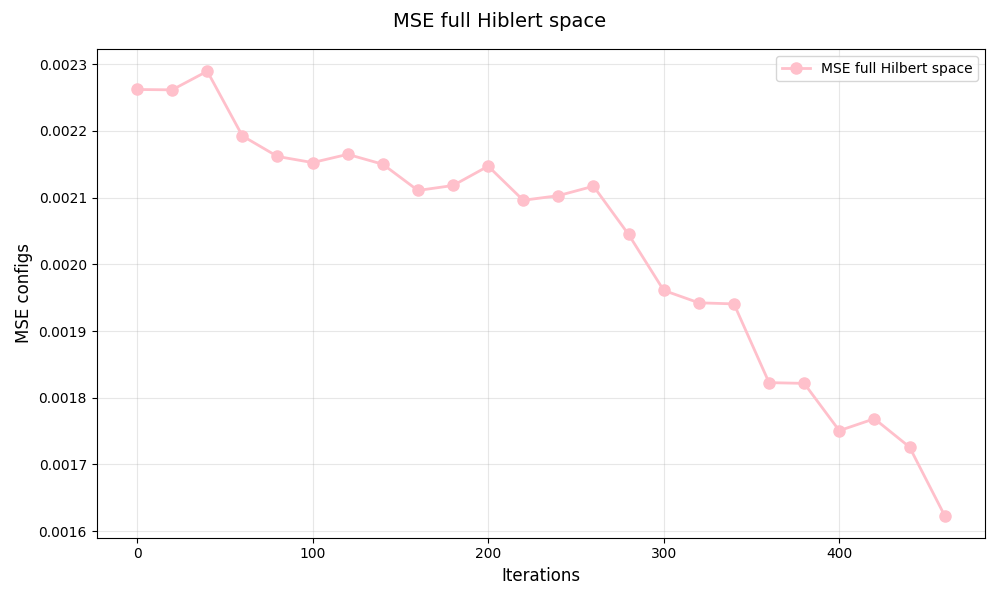 MSE full Hiblert space
MSE full Hilbert space
MSE configs
0.0023
0.0022
0.0021
0.0020
0.0019
0.0018
0.0017
0.0016
0 100 200 300 400
Iterations